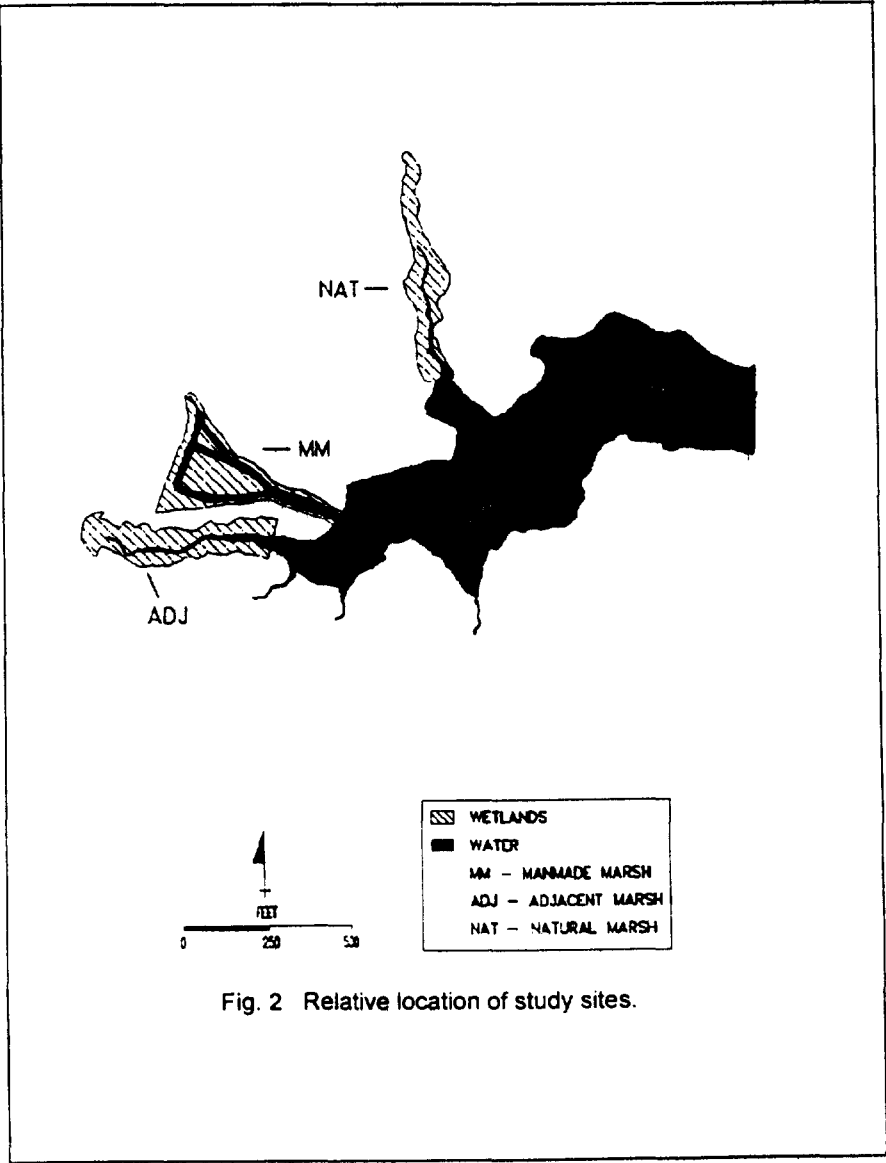 NAT
MM
ADJ
WETLANDS
WATER
MM – MANMADE MARSH
ADJ – ADJACENT MARSH
NAT – NATURAL MARSH
FEET
0 250 500
Fig. 2 Relative location of study sites.